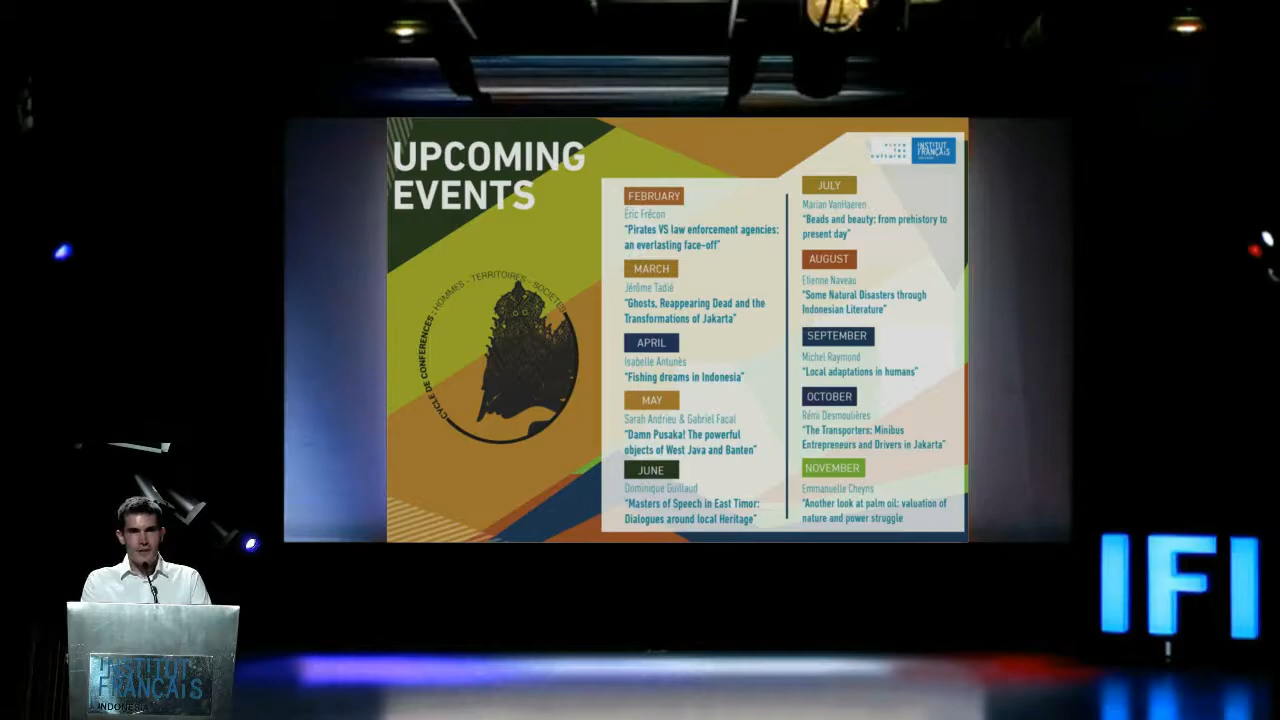 UPCOMING
EVENTS
CYCLE DE CONFERENCES : HOMMES - TERRITOIRES - SOCIETES
FEBRUARY
Eric Frécon
"Pirates VS law enforcement agencies:
an everlasting face-off"
MARCH
Jérôme Tadié
"Ghosts, Reappearing Dead and the
Transformations of Jakarta"
APRIL
Isabelle Antunès
"Fishing dreams in Indonesia"
MAY
Sarah Andrieu & Gabriel Facal
"Damn Pusaka! The powerful
objects of West Java and Banten"
JUNE
Dominique Guillaud
"Masters of Speech in East Timor:
Dialogues around local Heritage"
vivre
les
cultures
INSTITUT
FRANÇAIS
JULY
Marian VanHaeren
"Beads and beauty: from prehistory to
present day"
AUGUST
Etienne Naveau
"Some Natural Disasters through
Indonesian Literature"
SEPTEMBER
Michel Raymond
"Local adaptations in humans"
OCTOBER
Rémi Desmoulières
"The Transporters: Minibus
Entrepreneurs and Drivers in Jakarta"
NOVEMBER
Emmanuelle Cheyns
"Another look at palm oil: valuation of
nature and power struggle
IFI
INSTITUT
FRANÇAIS
INDONESIA